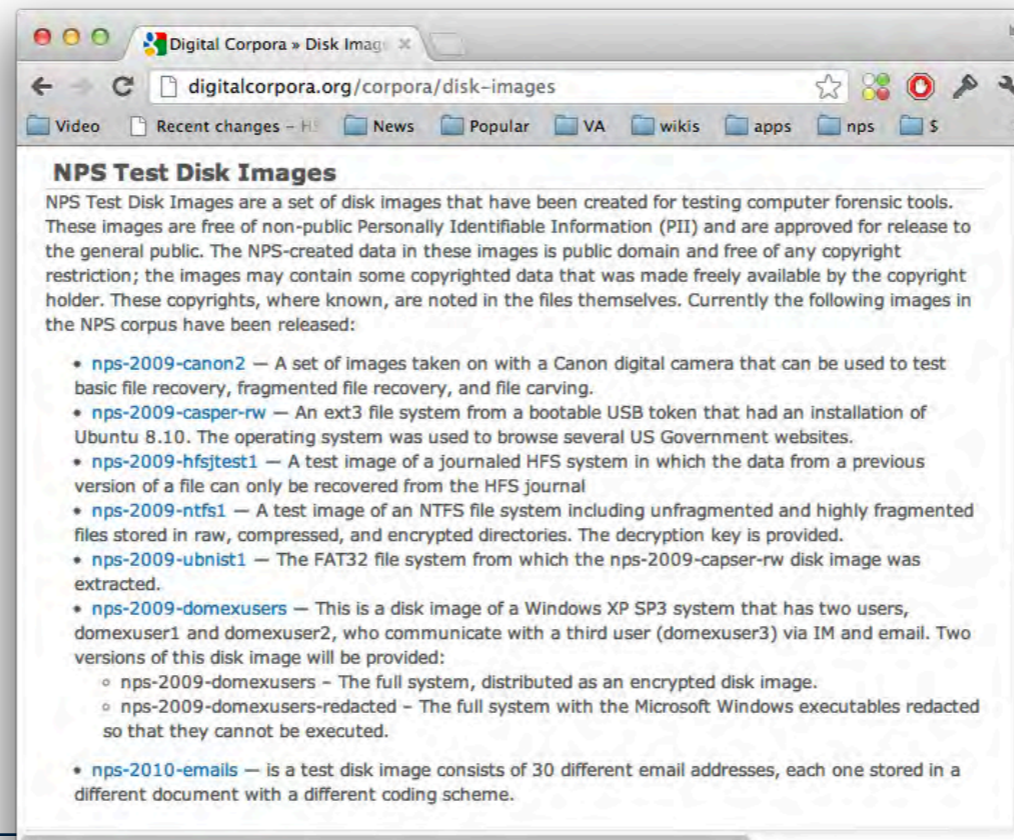 Digital Corpora » Disk Imag
digitalcorpora.org/corpora/disk-images
Video Recent changes – H News Popular VA wikis apps nps $
NPS Test Disk Images
NPS Test Disk Images are a set of disk images that have been created for testing computer forensic tools.
These images are free of non-public Personally Identifiable Information (PII) and are approved for release to
the general public. The NPS-created data in these images is public domain and free of any copyright
restriction; the images may contain some copyrighted data that was made freely available by the copyright
holder. These copyrights, where known, are noted in the files themselves. Currently the following images in
the NPS corpus have been released:
• nps-2009-canon2 — A set of images taken on with a Canon digital camera that can be used to test
basic file recovery, fragmented file recovery, and file carving.
• nps-2009-casper-rw — An ext3 file system from a bootable USB token that had an installation of
Ubuntu 8.10. The operating system was used to browse several US Government websites.
• nps-2009-hfsjtest1 — A test image of a journaled HFS system in which the data from a previous
version of a file can only be recovered from the HFS journal
• nps-2009-ntfs1 — A test image of an NTFS file system including unfragmented and highly fragmented
files stored in raw, compressed, and encrypted directories. The decryption key is provided.
• nps-2009-ubnist1 — The FAT32 file system from which the nps-2009-capser-rw disk image was
extracted.
• nps-2009-domexusers — This is a disk image of a Windows XP SP3 system that has two users,
domexuser1 and domexuser2, who communicate with a third user (domexuser3) via IM and email. Two
versions of this disk image will be provided:
◦ nps-2009-domexusers – The full system, distributed as an encrypted disk image.
◦ nps-2009-domexusers-redacted – The full system with the Microsoft Windows executables redacted
so that they cannot be executed.
• nps-2010-emails — is a test disk image consists of 30 different email addresses, each one stored in a
different document with a different coding scheme.